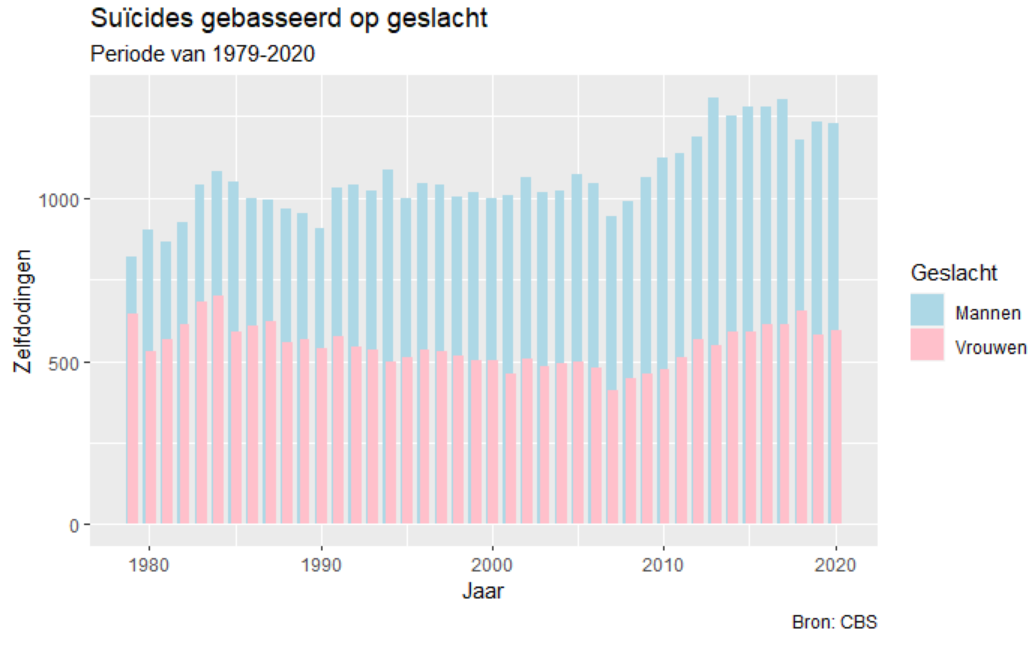 Suïcides gebasseerd op geslacht
Periode van 1979-2020
Zelfdodingen
1000
500
0
1980 1990 2000 2010 2020
Jaar
Geslacht
Mannen
Vrouwen
Bron: CBS